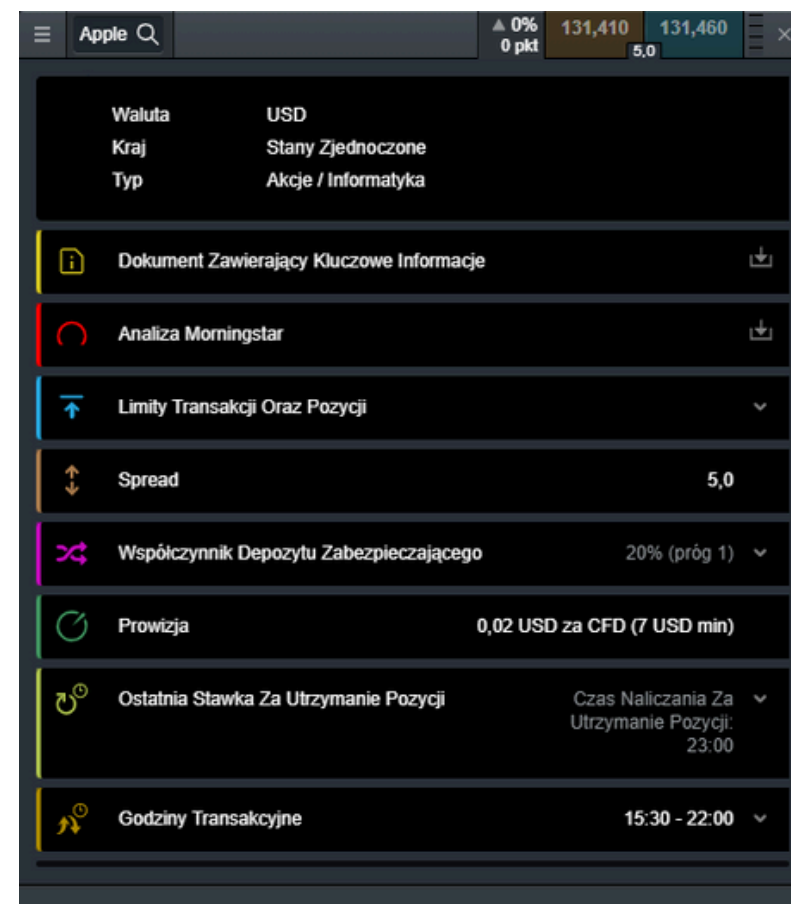 Apple
▲ 0%
0 pkt
131,410
131,460
5,0
Waluta USD
Kraj Stany Zjednoczone
Typ Akcje / Informatyka
Dokument Zawierający Kluczowe Informacje
Analiza Morningstar
Limity Transakcji Oraz Pozycji
Spread 5,0
Współczynnik Depozytu Zabezpieczającego 20% (próg 1)
Prowizja 0,02 USD za CFD (7 USD min)
Ostatnia Stawka Za Utrzymanie Pozycji Czas Naliczania Za
Utrzymanie Pozycji:
23:00
Godziny Transakcyjne 15:30 - 22:00